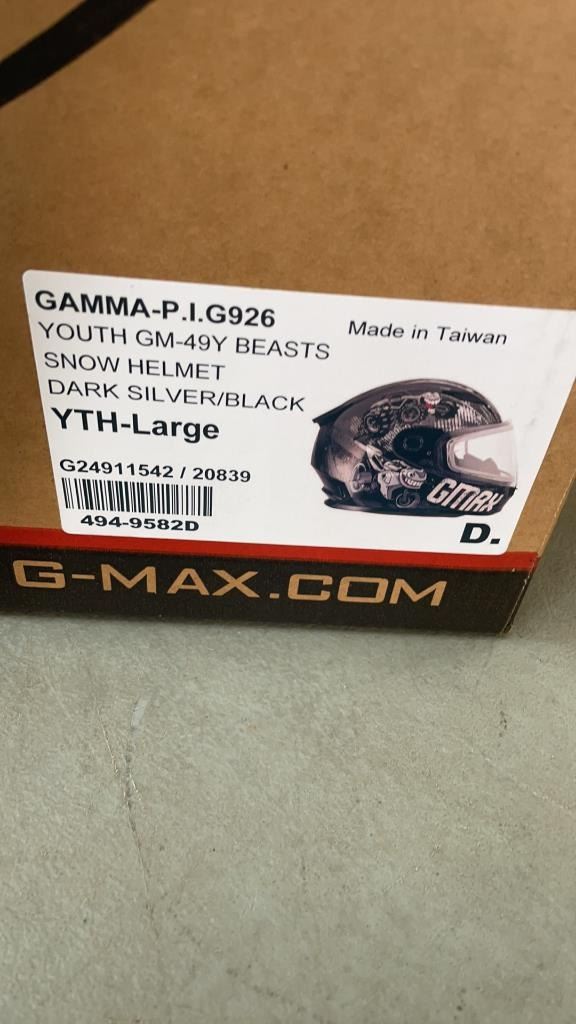 GAMMA-P.I.G926
Made in Taiwan
YOUTH GM-49Y BEASTS
SNOW HELMET
DARK SILVER/BLACK
YTH-Large
G24911542 / 20839
494-9582D
GMAX
D.
G-MAX.COM